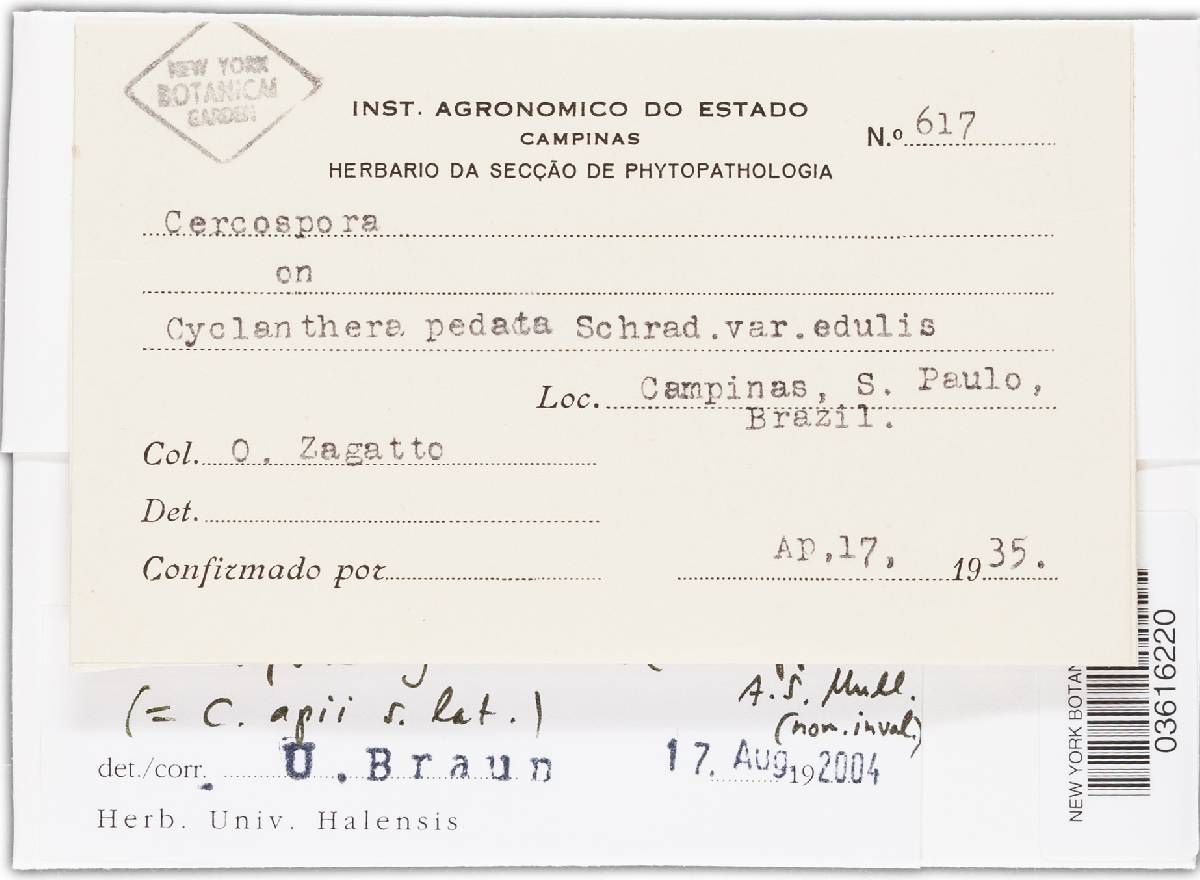 NEW YORK
BOTANICAL
GARDEN
INST. AGRONOMICO DO ESTADO
CAMPINAS
HERBARIO DA SECÇÃO DE PHYTOPATHOLOGIA
N.º 617
Cercospora
on
Cyclanthera pedata Schrad.var.edulis
Loc. Campinas, S. Paulo,
Brazil.
Col. O. Zagatto
Det.
Confirmado por
Ap,17, 1935.
(= C. apii s. lat.)
A.S. Mull.
(nom. inval)
det./corr. U. Braun
17. Aug 19 2004
Herb. Univ. Halensis
NEW YORK BOTAN
03616220